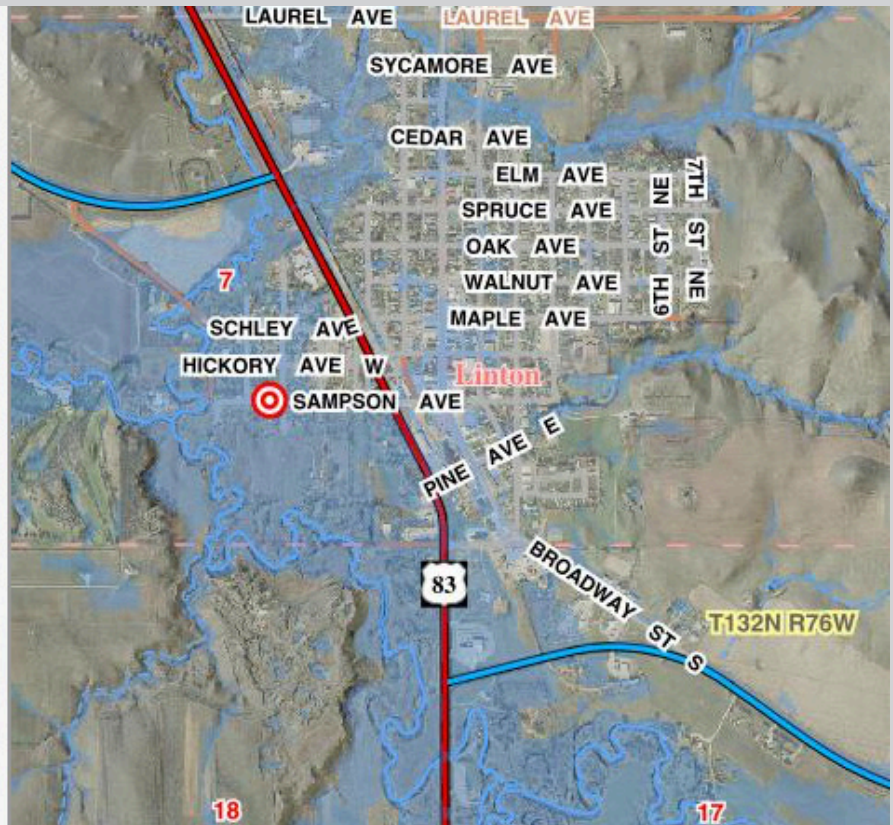 LAUREL AVE
LAUREL AVE
SYCAMORE AVE
CEDAR AVE
ELM AVE
7TH ST NE
6TH ST NE
SPRUCE AVE
OAK AVE
WALNUT AVE
7
MAPLE AVE
SCHLEY AVE
HICKORY AVE W
Linton
SAMPSON AVE
PINE AVE E
83
BROADWAY ST S
T132N R76W
18
17